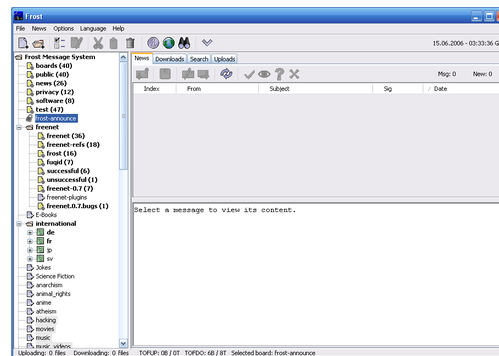 Frost
File News Options Language Help
15.06.2006 - 03:33:36 G
Frost Message System
boards (40)
public (40)
news (26)
privacy (12)
software (8)
test (47)
frost-announce
freenet
freenet (36)
freenet-refs (18)
frost (16)
fuqid (7)
successful (6)
unsuccessful (1)
freenet-0.7 (7)
freenet-plugins
freenet.0.7.bugs (1)
E-Books
international
de
fr
jp
sv
Jokes
Science Fiction
anarchism
animal_rights
anime
atheism
hacking
movies
music
music_videos
News Downloads Search Uploads
Msg: 0 New: 0
Index From Subject Sig / Date
Select a message to view its content.
Uploading: 0 files Downloading: 0 files TOFUP: 0B / 0T TOFDO: 6B / 8T Selected board: frost-announce